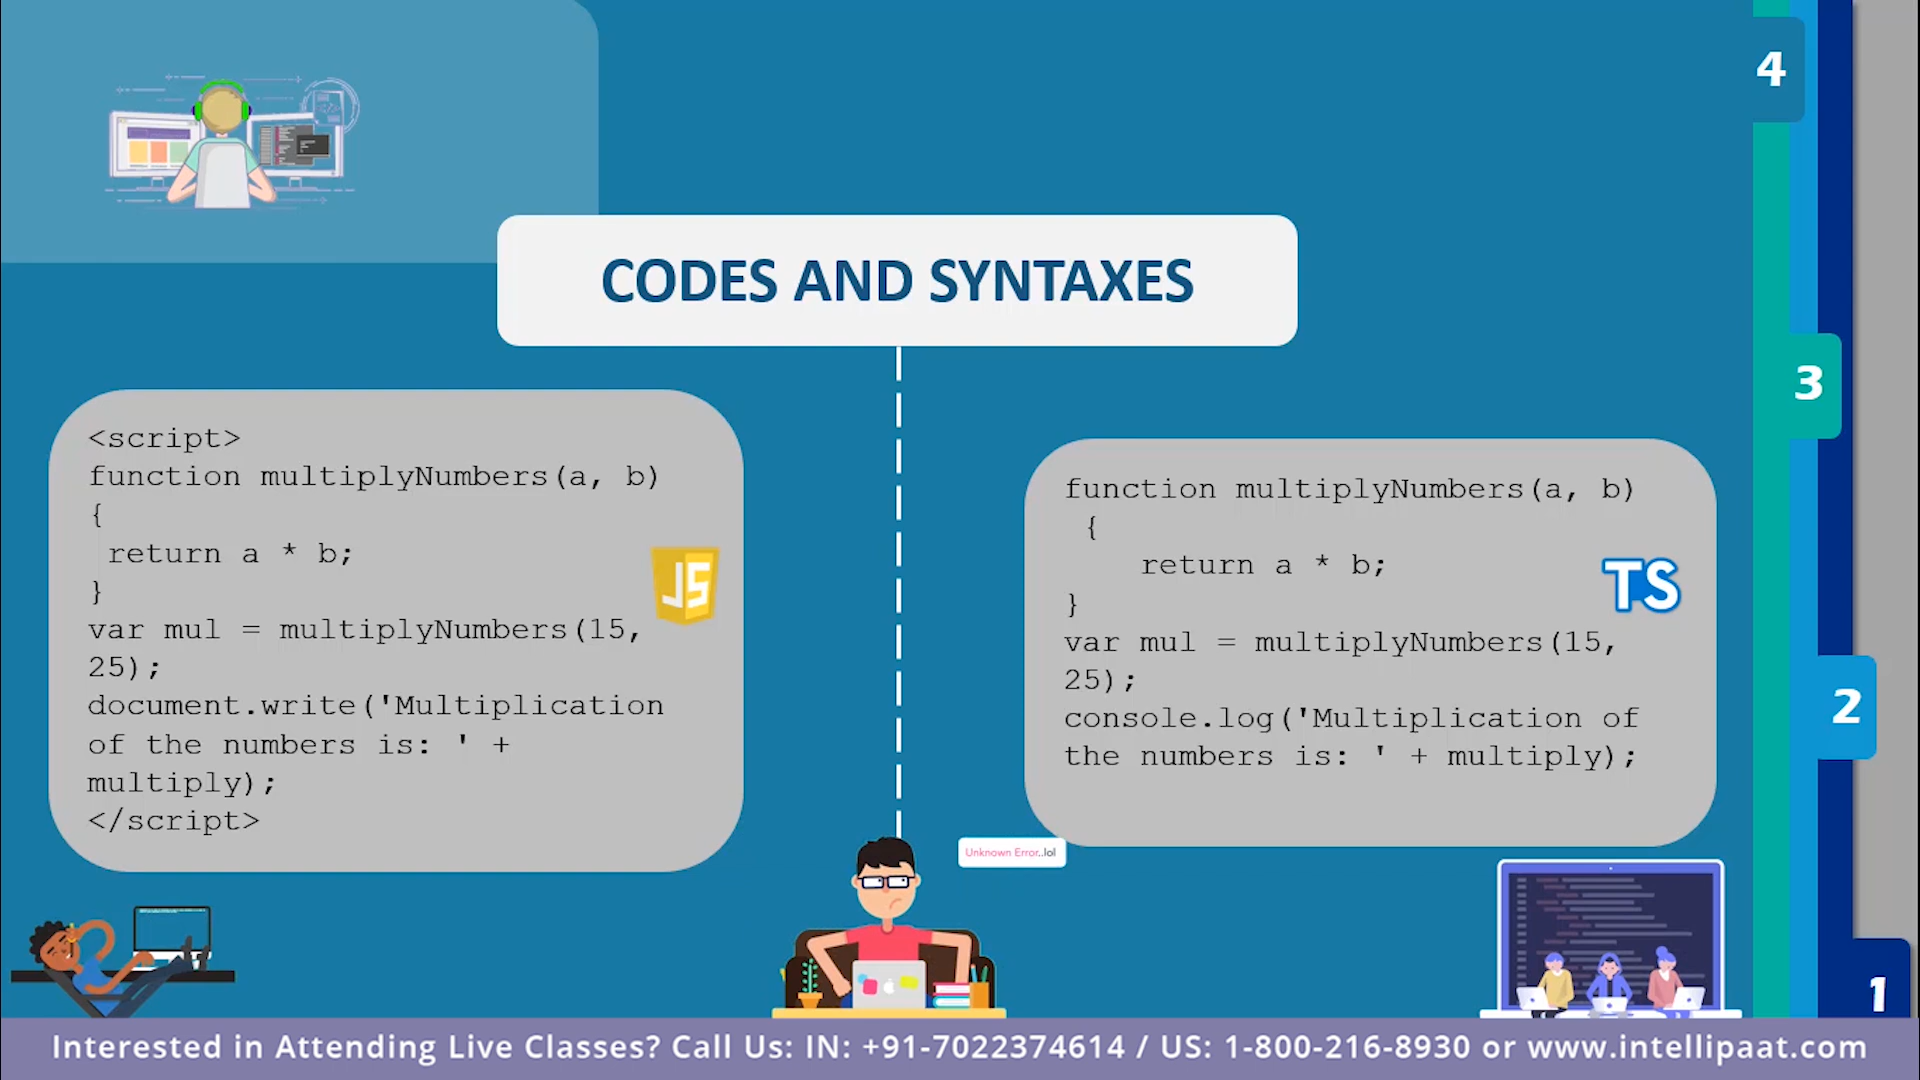 4
CODES AND SYNTAXES
3
<script>
function multiplyNumbers(a, b)
{
return a * b;
}
var mul = multiplyNumbers(15,
25);
document.write('Multiplication
of the numbers is: ' +
multiply);
</script>
JS
function multiplyNumbers(a, b)
{
return a * b;
}
var mul = multiplyNumbers(15,
25);
console.log('Multiplication of
the numbers is: ' + multiply);
TS
2
Unknown Error..lol
1
Interested in Attending Live Classes? Call Us: IN: +91-7022374614 / US: 1-800-216-8930 or www.intellipaat.com